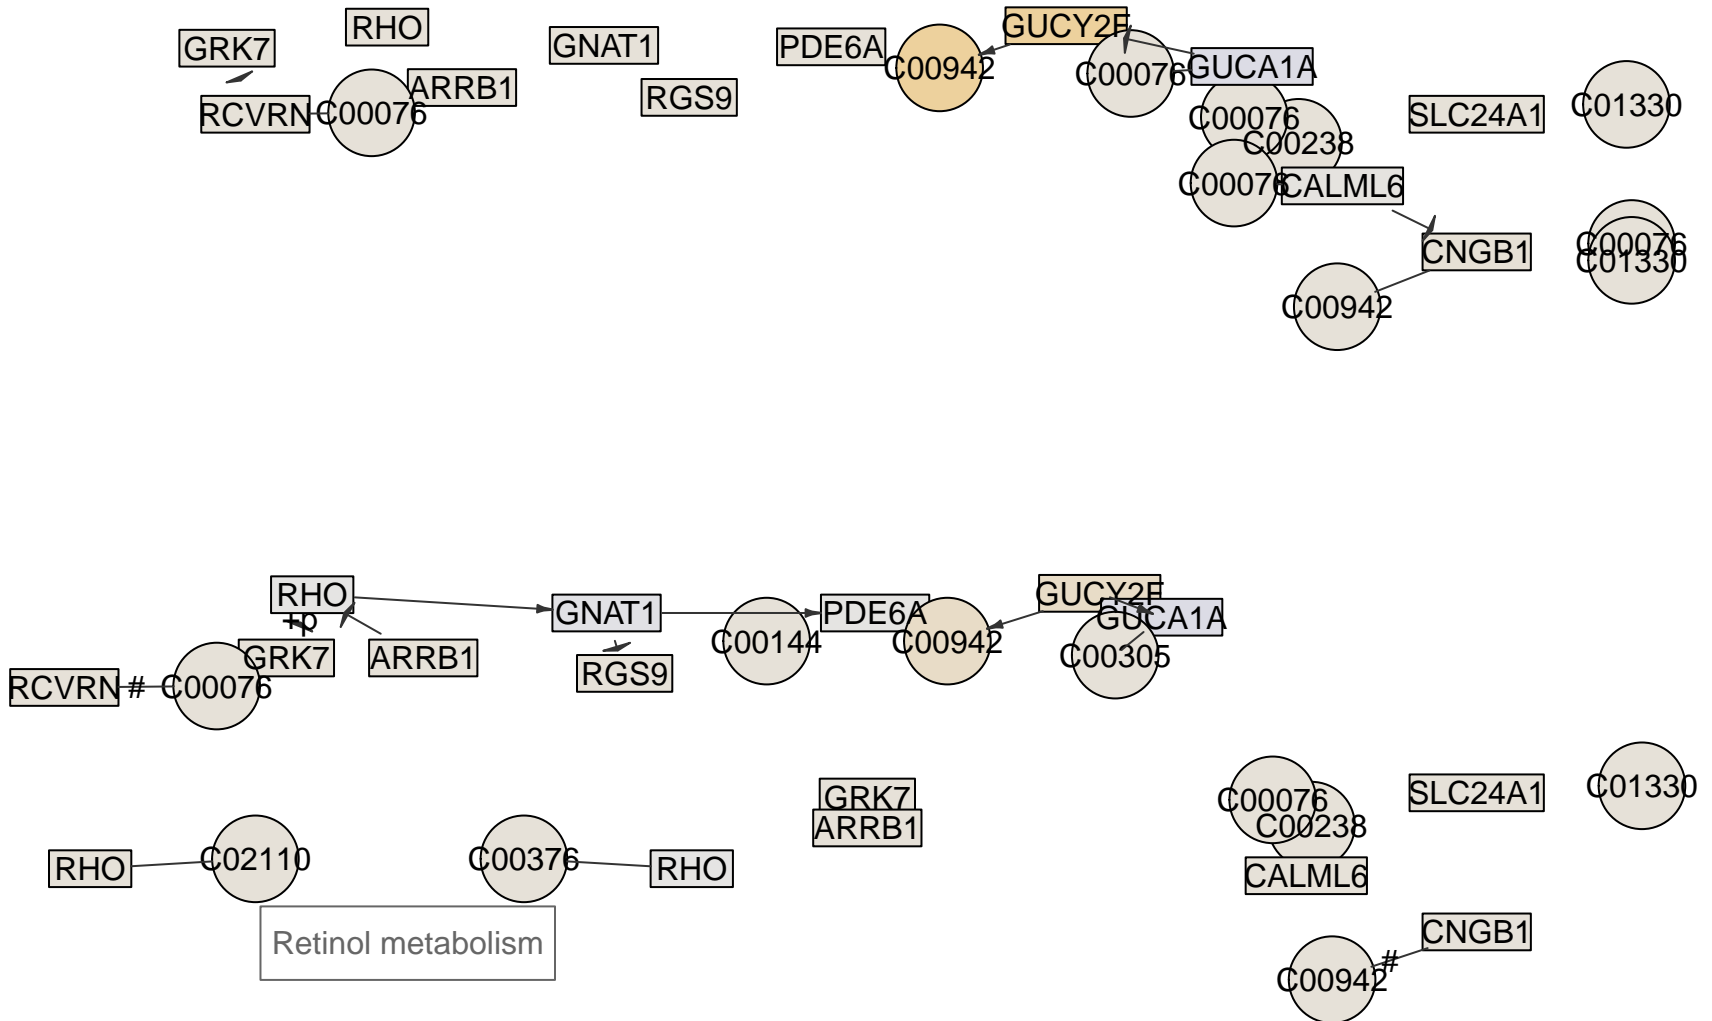 RHO
GRK7
GNAT1
PDE6A
GUCY2F
C00942
C00076
GUCA1A
ARRB1
RGS9
RCVRN
C00076
C00076
SLC24A1
C01330
C00238
C00076
CALML6
C00076
CNGB1
C01330
C00942
RHO
+p
GNAT1
PDE6A
GUCY2F
GUCA1A
C00144
C00942
C00305
GRK7
ARRB1
RGS9
RCVRN
#
C00076
GRK7
ARRB1
C00076
C00238
SLC24A1
C01330
RHO
C02110
C00376
RHO
CALML6
Retinol metabolism
CNGB1
#
C00942